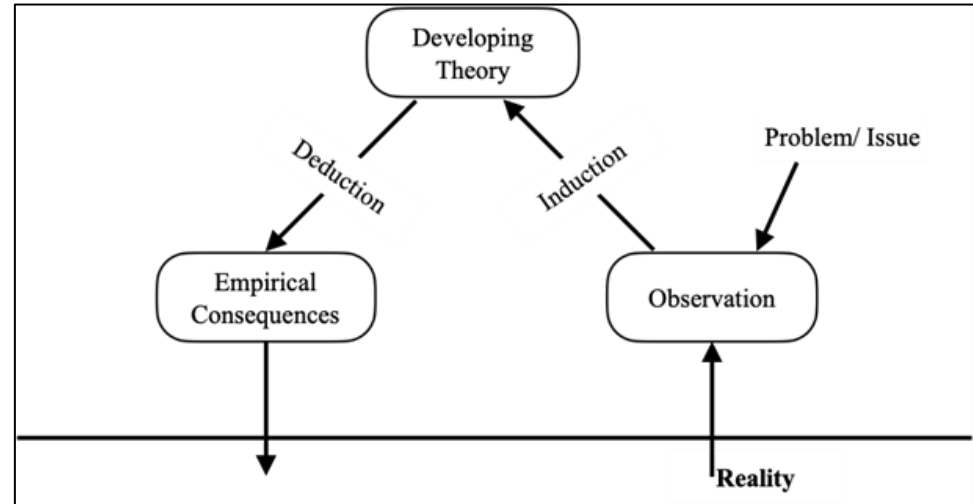 Developing
Theory
Deduction
Induction
Problem/ Issue
Empirical
Consequences
Observation
Reality